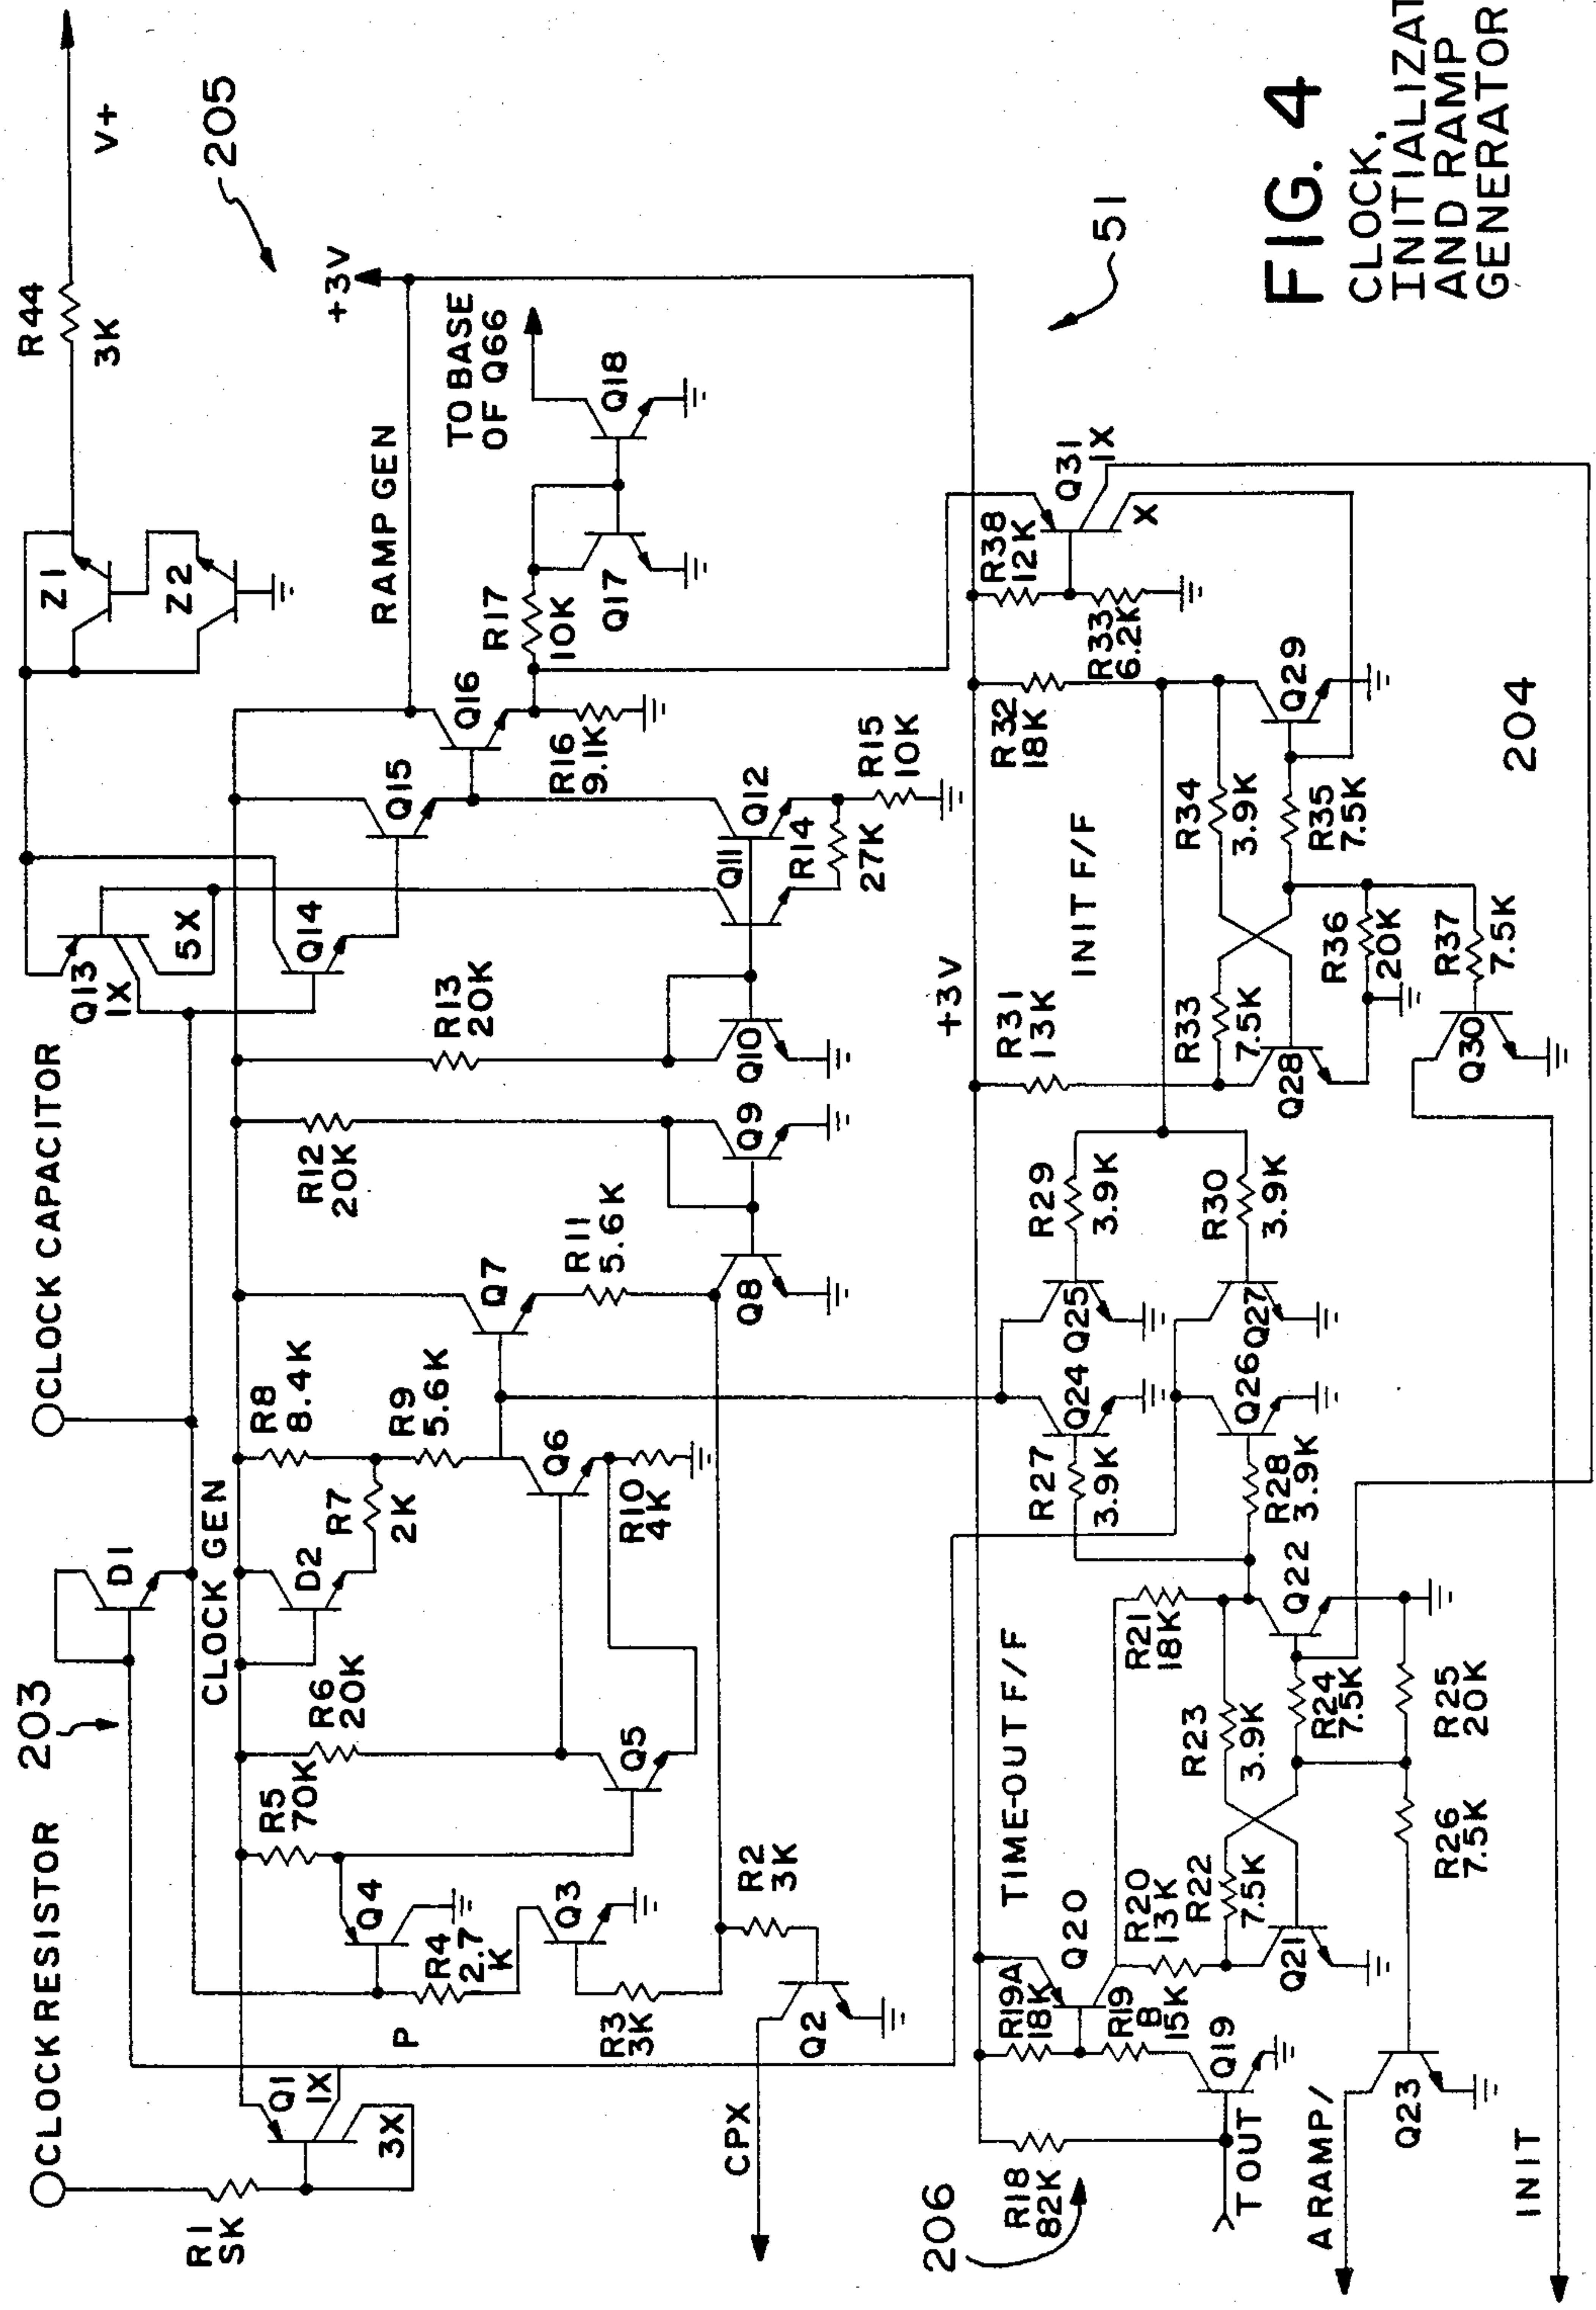 CLOCK RESISTOR
203
CLOCK CAPACITOR
R44
3K
V+
205
R1
SK
Q1
1X
3X
P
D1
CLOCK GEN
Q13
1X
5X
Z1
Z2
+3V
RAMP GEN
R5
70K
R6
20K
D2
R7
2K
R8
8.4K
R9
5.6K
Q4
R4
2.7
K
Q3
R3
3K
Q5
Q6
R10
4K
Q7
R11
5.6K
R12
20K
R13
20K
Q14
Q15
Q16
R16
9.1K
R17
10K
TO BASE
OF Q66
Q17
Q18
Q8
Q9
Q10
Q11
Q12
R14
27K
R15
10K
R2
3K
Q2
CPX
206
R18
82K
R19A
18K
R19
B
15K
Q19
TOUT
Q20
TIME-OUT F/F
R20
13K
R21
18K
R22
7.5K
R23
3.9K
Q21
Q22
R24
7.5K
R25
20K
R26
7.5K
Q23
ARAMP/
INIT
R27
3.9K
R28
3.9K
Q24
Q25
Q26
Q27
R29
3.9K
R30
3.9K
+3V
INIT F/F
R31
13K
R32
18K
R33
7.5K
R34
3.9K
R35
7.5K
Q28
Q29
R36
20K
R37
7.5K
Q30
R38
12K
R33
6.2K
Q31
1X
X
204
51
FIG. 4
CLOCK,
INITIALIZAT
AND RAMP
GENERATOR